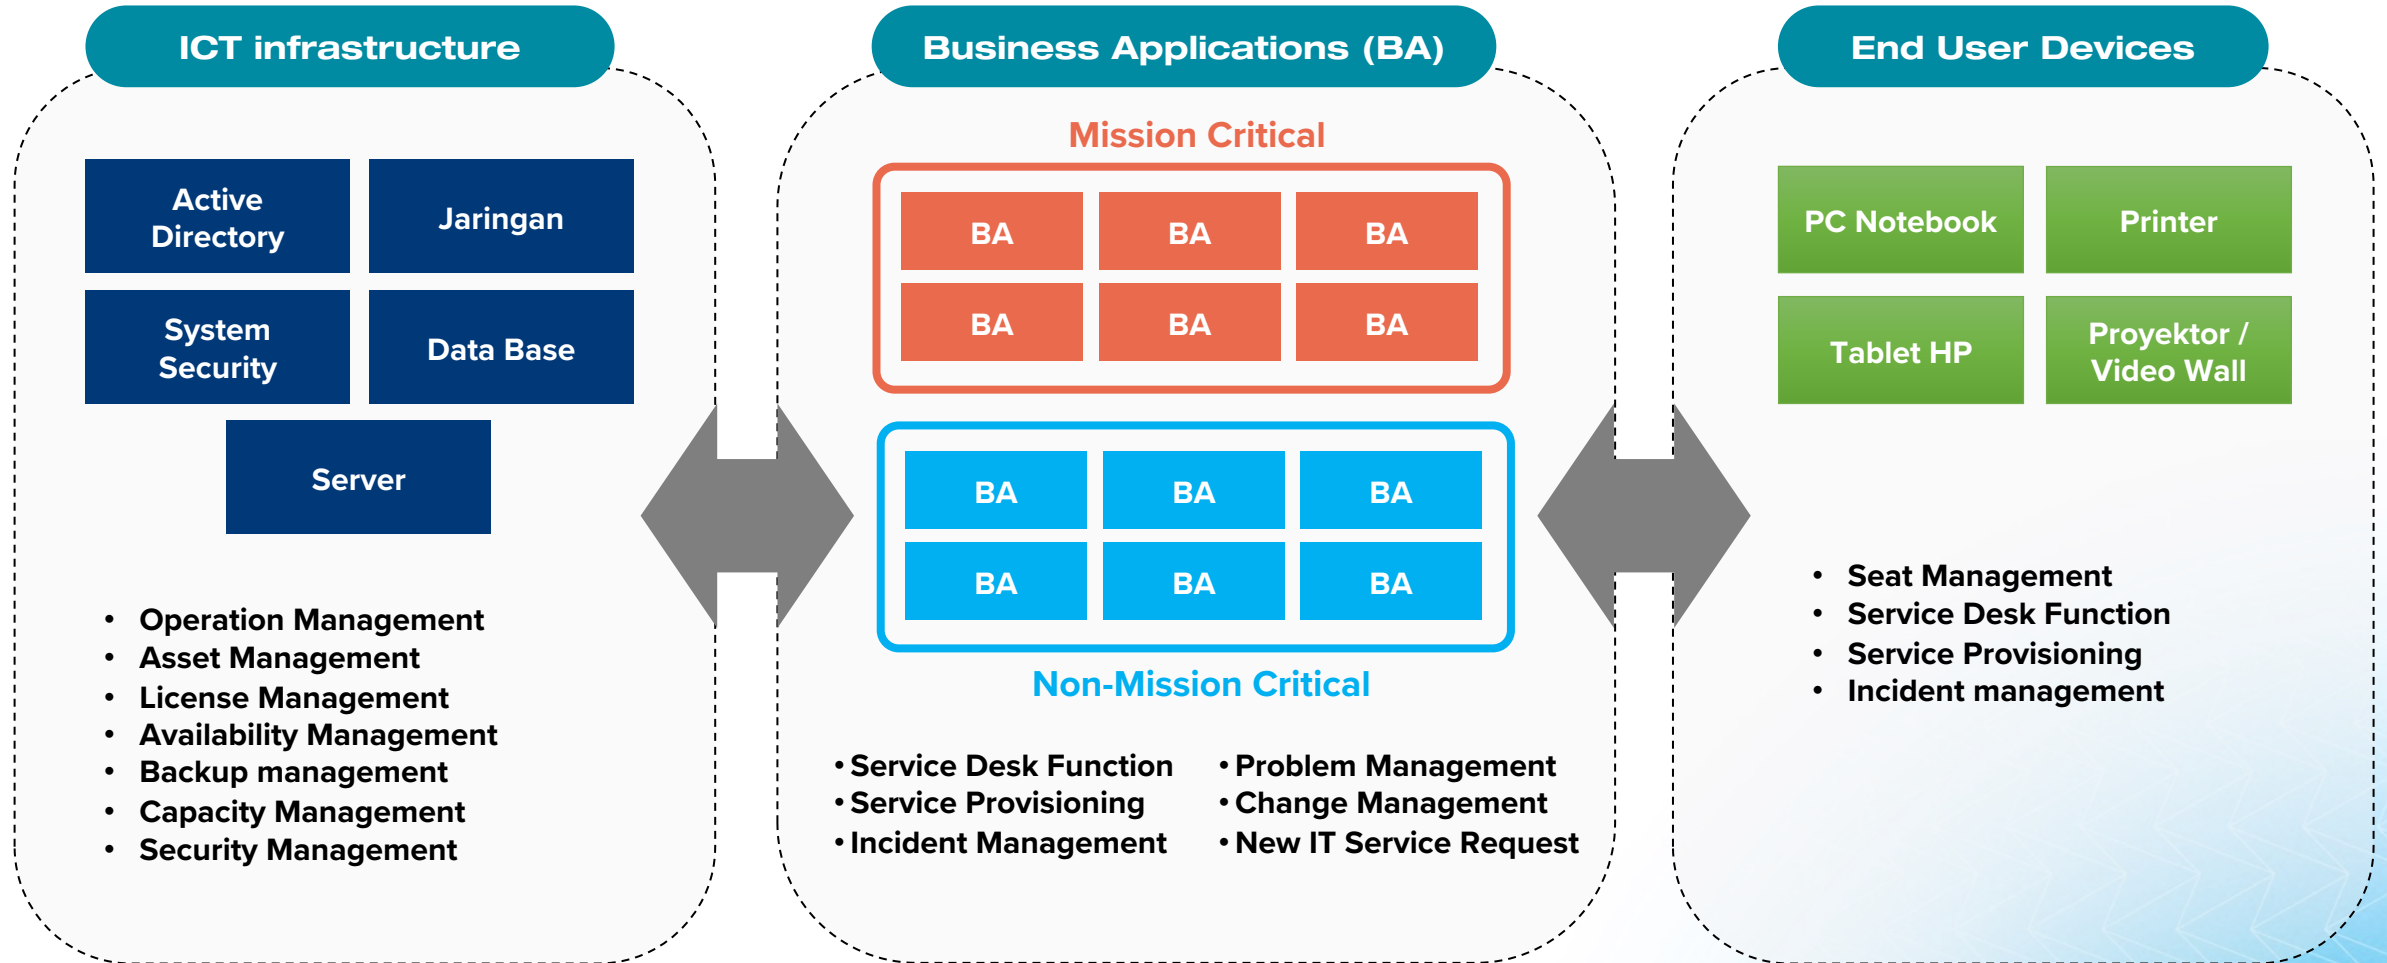 ICT infrastructure
Active
Directory
Jaringan
System
Security
Data Base
Server
• Operation Management
• Asset Management
• License Management
• Availability Management
• Backup management
• Capacity Management
• Security Management
Business Applications (BA)
Mission Critical
BA BA BA
BA BA BA
BA BA BA
BA BA BA
Non-Mission Critical
• Service Desk Function
• Service Provisioning
• Incident Management
• Problem Management
• Change Management
• New IT Service Request
End User Devices
PC Notebook
Printer
Tablet HP
Proyektor /
Video Wall
• Seat Management
• Service Desk Function
• Service Provisioning
• Incident management